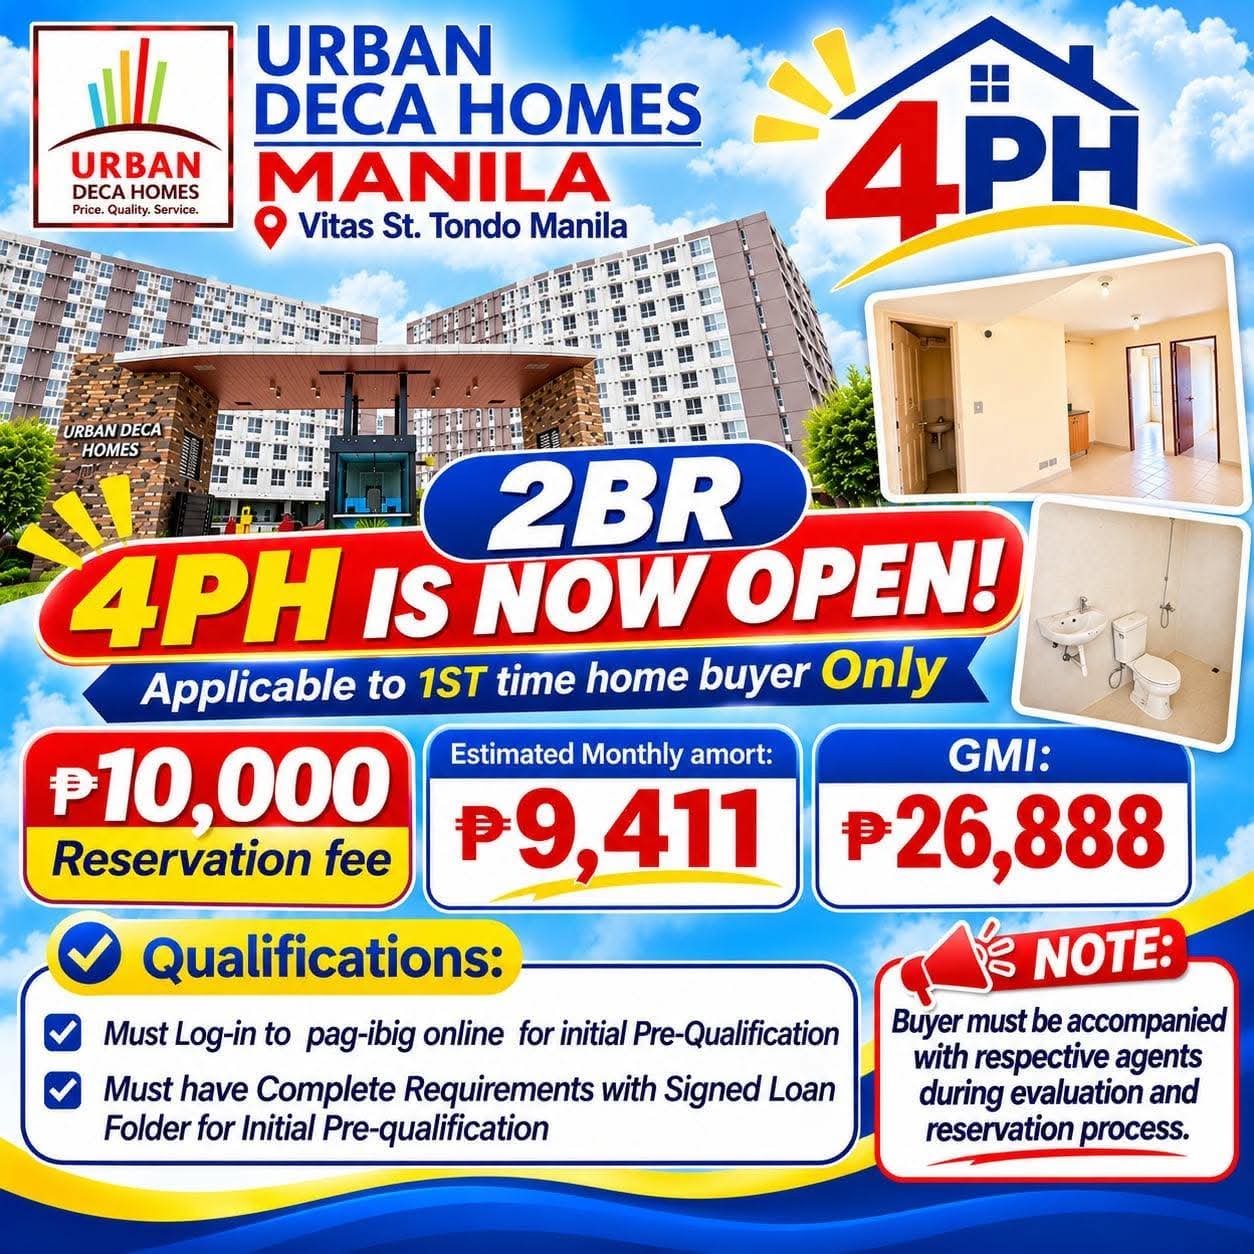 URBAN
DECA HOMES
Price. Quality. Service.
URBAN
DECA HOMES
MANILA
Vitas St. Tondo Manila
4PH
URBAN DECA
HOMES
2BR
4PH IS NOW OPEN!
Applicable to 1ST time home buyer Only
₱10,000
Reservation fee
Estimated Monthly amort:
₱9,411
GMI:
₱26,888
Qualifications:
Must Log-in to pag-ibig online for initial Pre-Qualification
Must have Complete Requirements with Signed Loan
Folder for Initial Pre-qualification
NOTE:
Buyer must be accompanied
with respective agents
during evaluation and
reservation process.